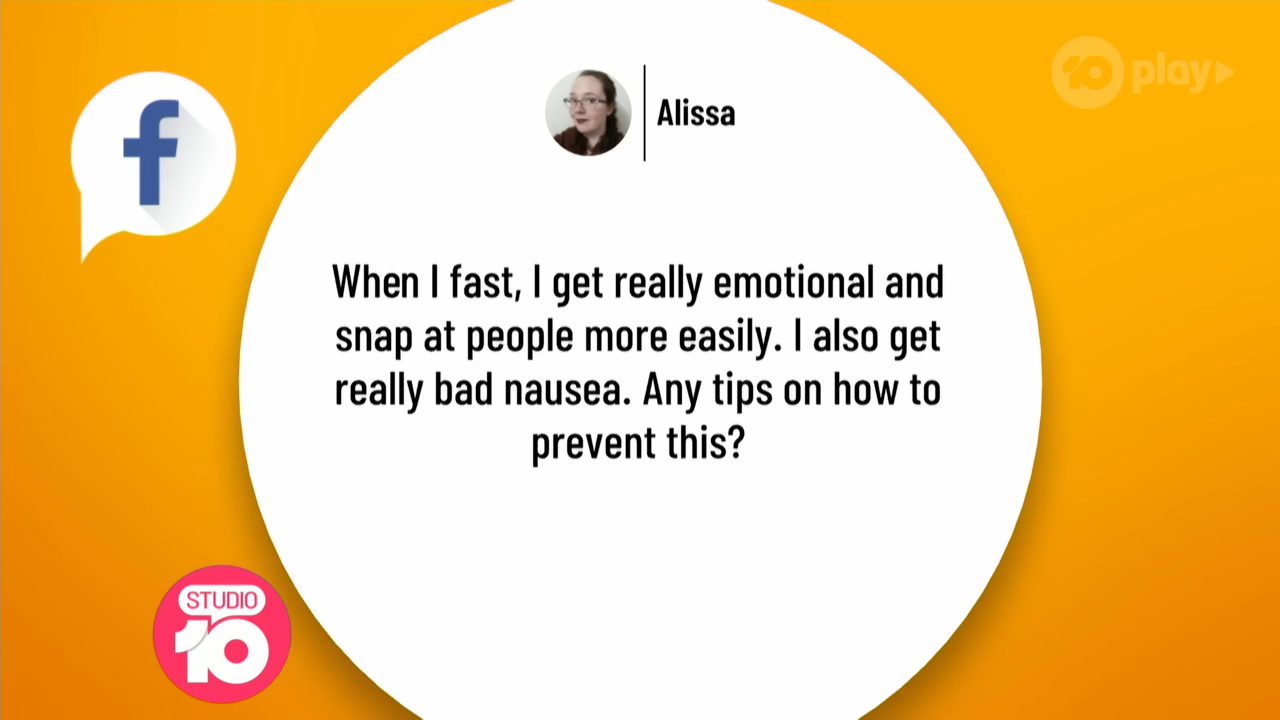 10 play
f
Alissa
When I fast, I get really emotional and
snap at people more easily. I also get
really bad nausea. Any tips on how to
prevent this?
STUDIO
10